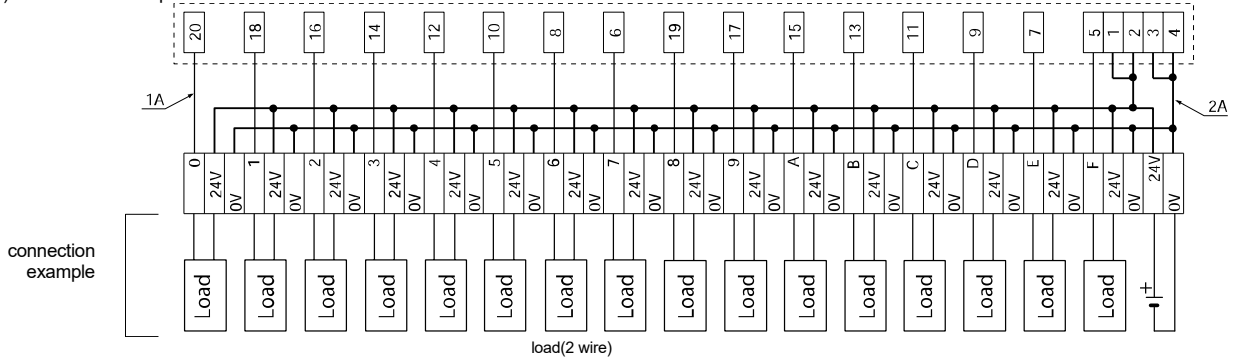 20 18 16 14 12 10 8 6 19 17 15 13 11 9 7 5 1 2 3 4
1A
2A
0 24V 0V 1 24V 0V 2 24V 0V 3 24V 0V 4 24V 0V 5 24V 0V 6 24V 0V 7 24V 0V 8 24V 0V 9 24V 0V A 24V 0V B 24V 0V C 24V 0V D 24V 0V E 24V 0V F 24V 0V 24V 0V
connection
example
Load Load Load Load Load Load Load Load Load Load Load Load Load Load Load Load +
load(2 wire)